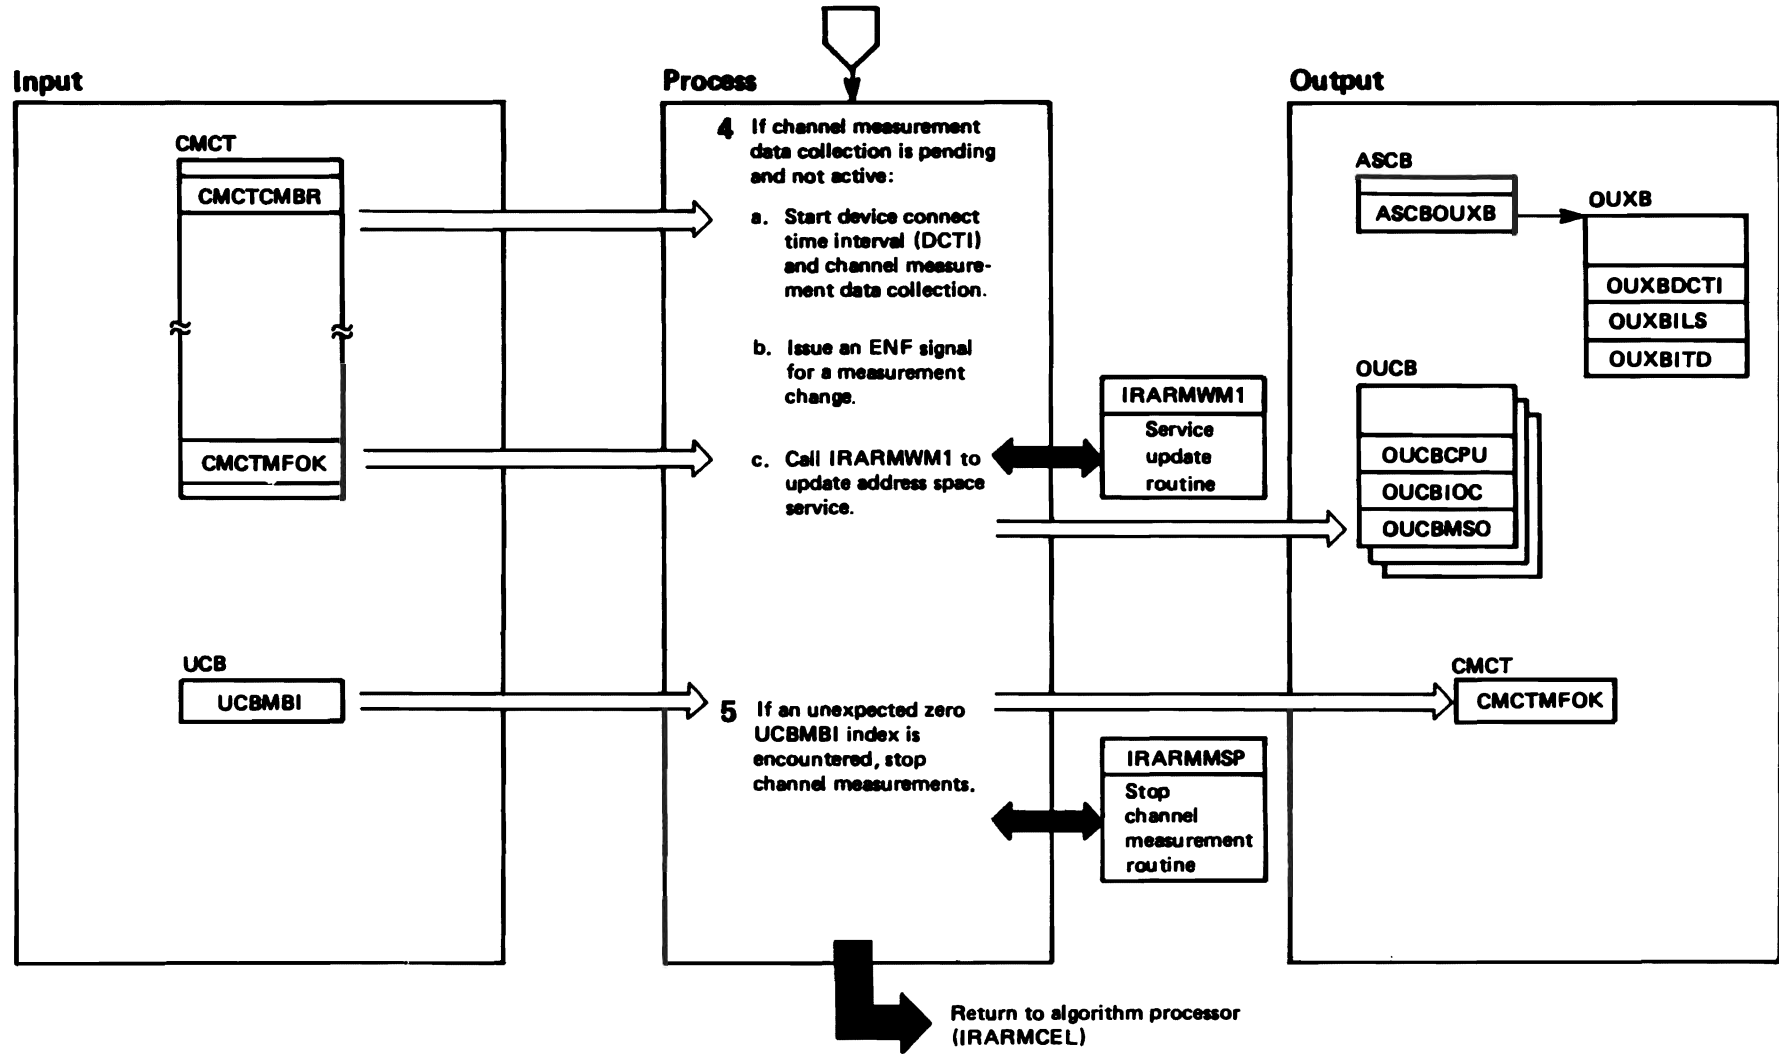 Input
CMCT
CMCTCMBR
CMCTMFOK
UCB
UCBMBI
Process
4 If channel measurement
data collection is pending
and not active:
a. Start device connect
time interval (DCTI)
and channel measure-
ment data collection.
b. Issue an ENF signal
for a measurement
change.
c. Call IRARMWM1 to
update address space
service.
IRARMWM1
Service
update
routine
5 If an unexpected zero
UCBMBI index is
encountered, stop
channel measurements.
IRARMMSP
Stop
channel
measurement
routine
Return to algorithm processor
(IRARMCEL)
Output
ASCB
ASCBOUXB
OUXB
OUXBDCTI
OUXBILS
OUXBITD
OUCB
OUCBCPU
OUCBIOC
OUCBMSO
CMCT
CMCTMFOK